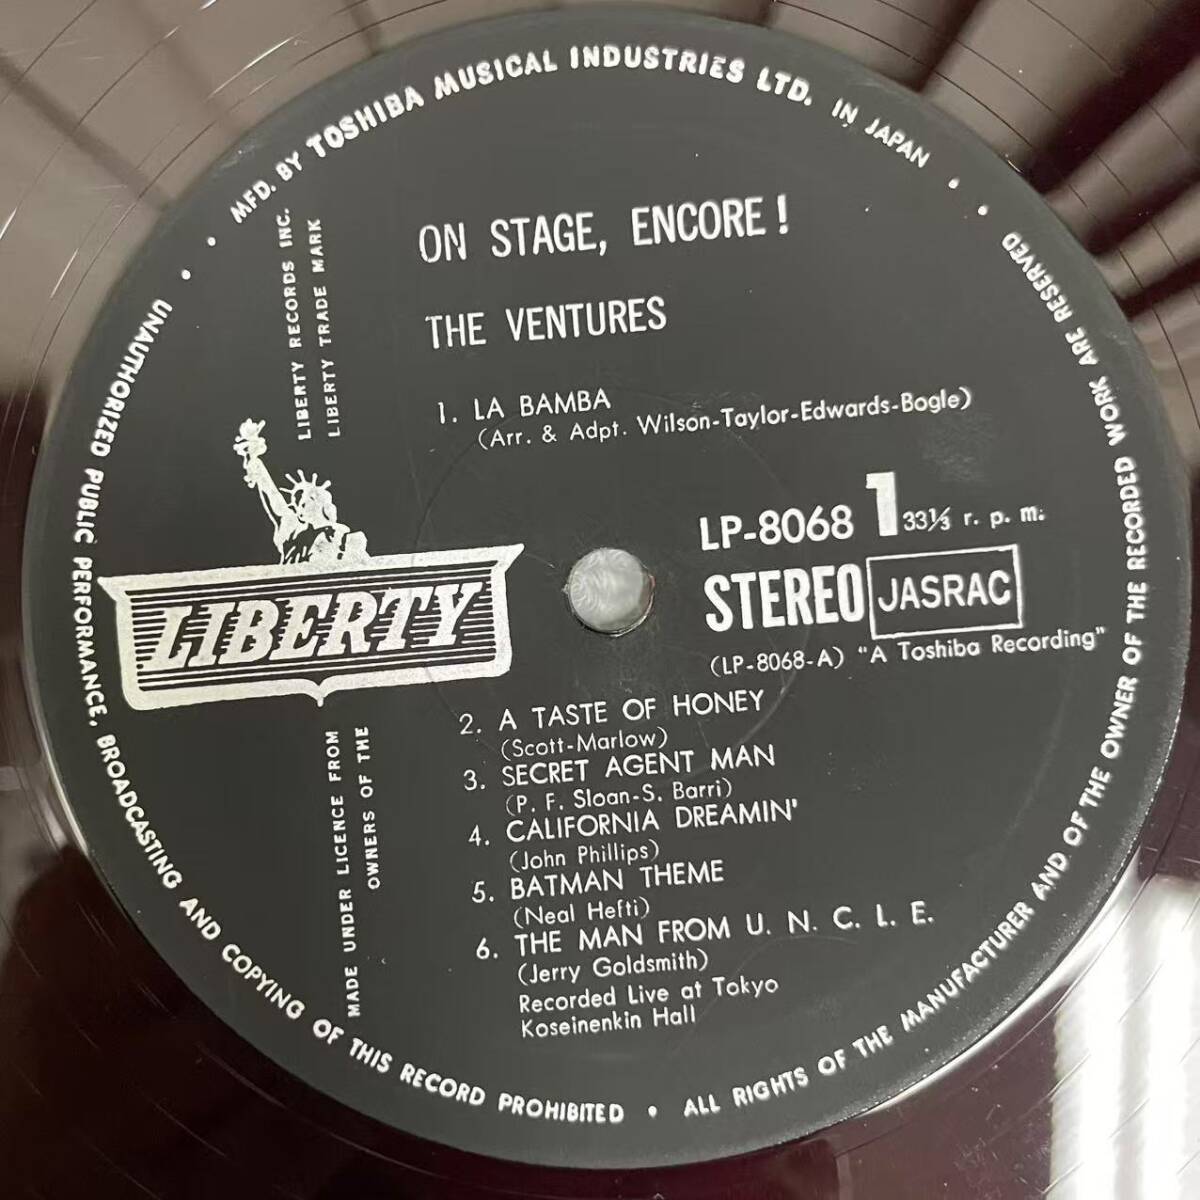 MFD. BY TOSHIBA MUSICAL INDUSTRIES LTD. IN JAPAN •
• ALL RIGHTS OF THE MANUFACTURER AND OF THE OWNER OF THE RECORDED WORK ARE RESERVED •
UNAUTHORIZED PUBLIC PERFORMANCE, BROADCASTING AND COPYING OF THIS RECORD PROHIBITED
LIBERTY RECORDS INC.
LIBERTY TRADE MARK
ON STAGE, ENCORE!
THE VENTURES
1. LA BAMBA
(Arr. & Adpt. Wilson-Taylor-Edwards-Bogle)
LP-8068 1 33⅓ r. p. m.
STEREO JASRAC
(LP-8068-A) "A Toshiba Recording"
LIBERTY
2. A TASTE OF HONEY
(Scott-Marlow)
3. SECRET AGENT MAN
(P. F. Sloan-S. Barri)
4. CALIFORNIA DREAMIN'
(John Phillips)
5. BATMAN THEME
(Neal Hefti)
6. THE MAN FROM U. N. C. L. E.
(Jerry Goldsmith)
Recorded Live at Tokyo
Koseinenkin Hall
MADE UNDER LICENCE FROM
OWNERS OF THE